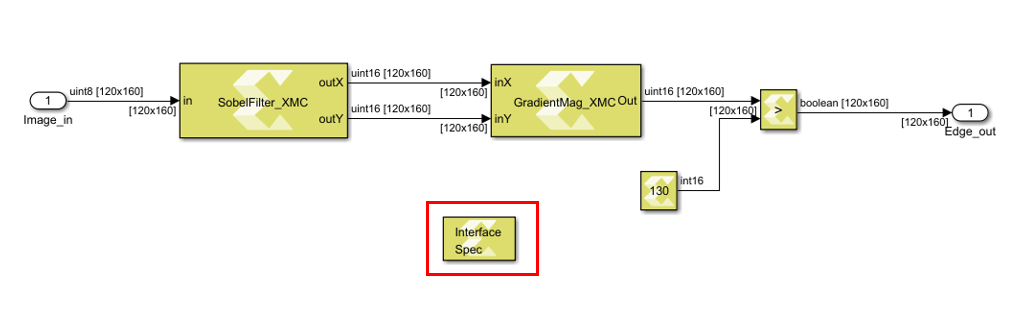 1
Image_in
uint8 [120x160]
[120x160]
in
SobelFilter_XMC
outX
outY
uint16 [120x160]
[120x160]
uint16 [120x160]
[120x160]
inX
inY
GradientMag_XMC
Out
uint16 [120x160]
[120x160]
>
boolean [120x160]
[120x160]
1
Edge_out
130
int16
Interface
Spec